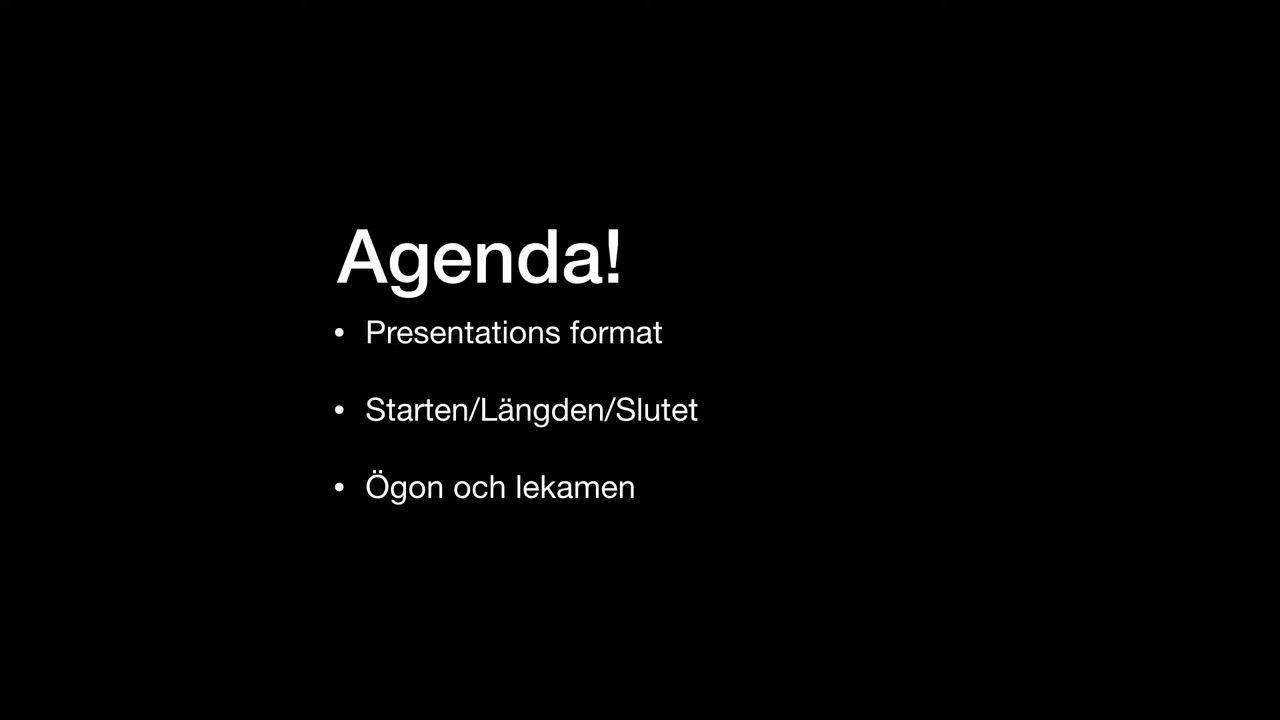 Agenda!
• Presentations format
• Starten/Längden/Slutet
• Ögon och lekamen